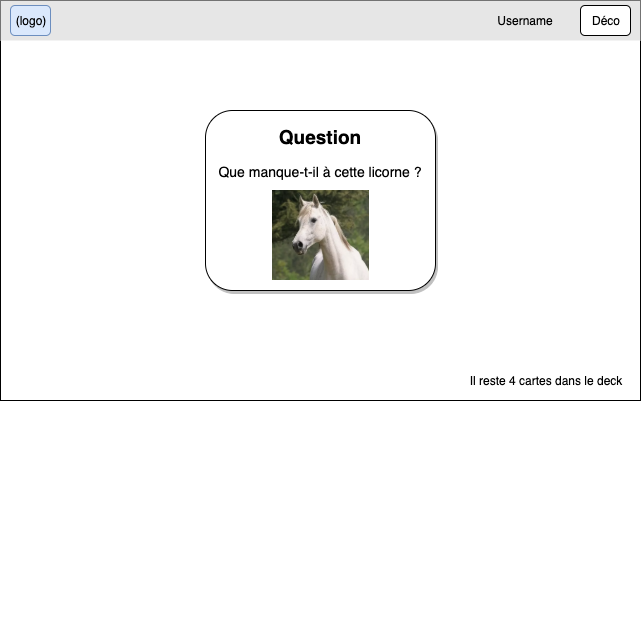 (logo)
Username
Déco
Question
Que manque-t-il à cette licorne ?
Il reste 4 cartes dans le deck